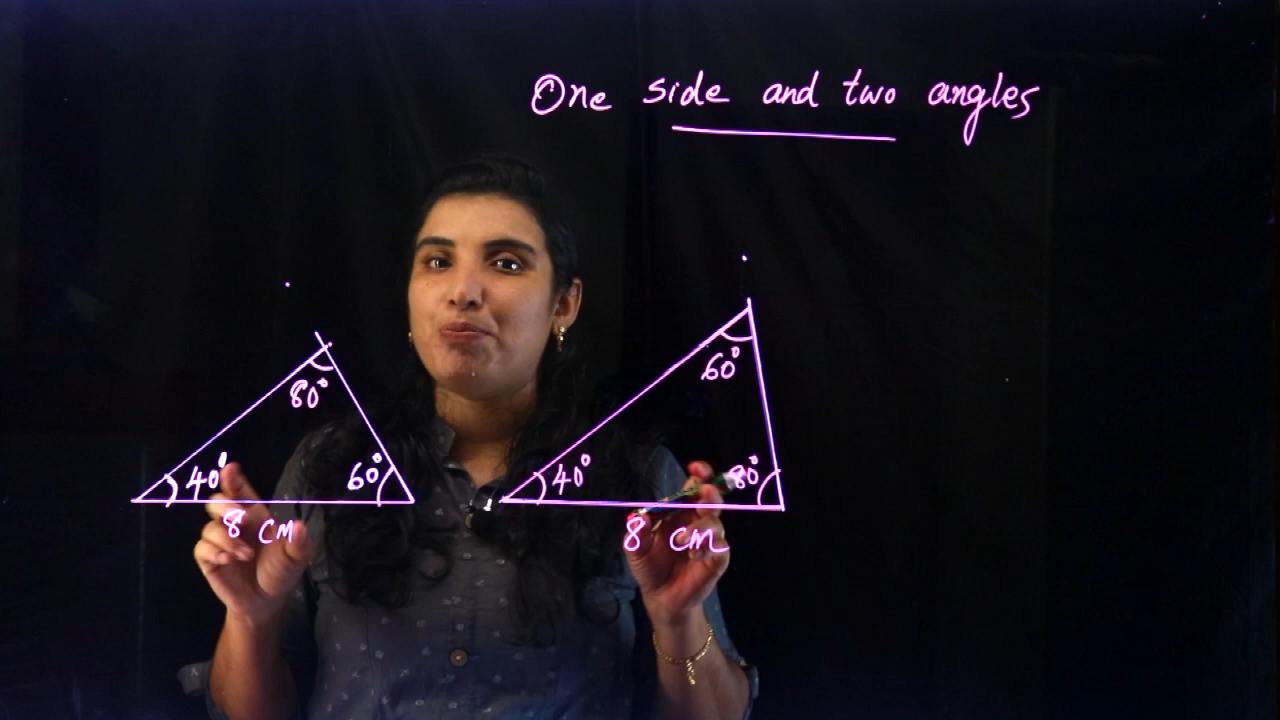 One side and two angles
60°
80°
40° 60°
40° 80°
8 cm
8 cm